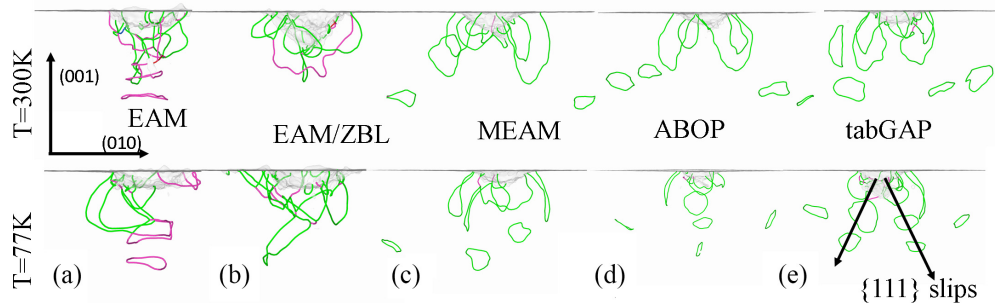 T=300K
(001)
(010)
EAM
EAM/ZBL
MEAM
ABOP
tabGAP
T=77K
(a)
(b)
(c)
(d)
(e)
{111} slips